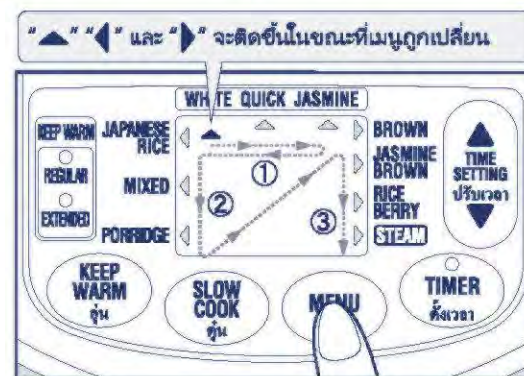 "▲" "◀" และ "▶" จะติดขึ้นในขณะที่เมนูถูกเปลี่ยน
WHITE QUICK JASMINE
KEEP WARM
REGULAR
EXTENDED
JAPANESE
RICE
MIXED
PORRIDGE
①
②
③
BROWN
JASMINE
BROWN
RICE
BERRY
STEAM
TIME
SETTING
ปรับเวลา
KEEP
WARM
อุ่น
SLOW
COOK
ตุ๋น
MENU
TIMER
ตั้งเวลา